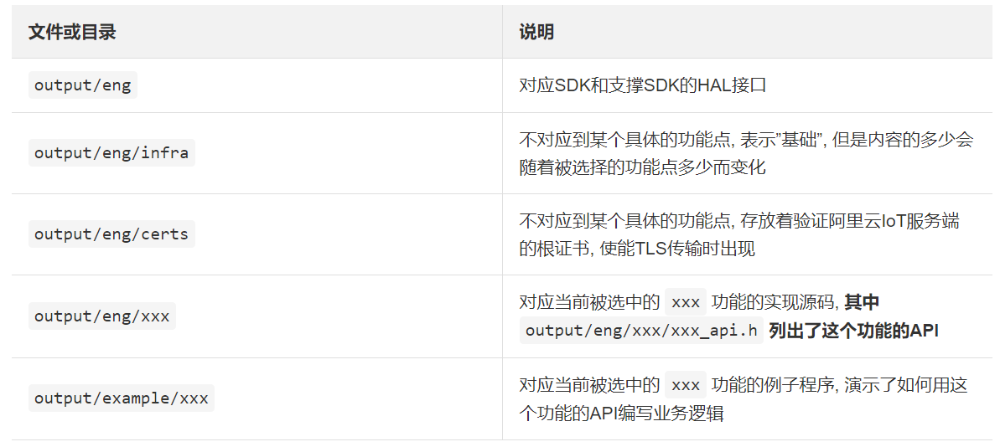 文件或目录 说明
output/eng 对应SDK和支撑SDK的HAL接口
output/eng/infra 不对应到某个具体的功能点, 表示”基础”, 但是内容的多少会
随着被选择的功能点多少而变化
output/eng/certs 不对应到某个具体的功能点, 存放着验证阿里云IoT服务端
的根证书, 使能TLS传输时出现
output/eng/xxx 对应当前被选中的 xxx 功能的实现源码, 其中
output/eng/xxx/xxx_api.h 列出了这个功能的API
output/example/xxx 对应当前被选中的 xxx 功能的例子程序, 演示了如何用这
个功能的API编写业务逻辑